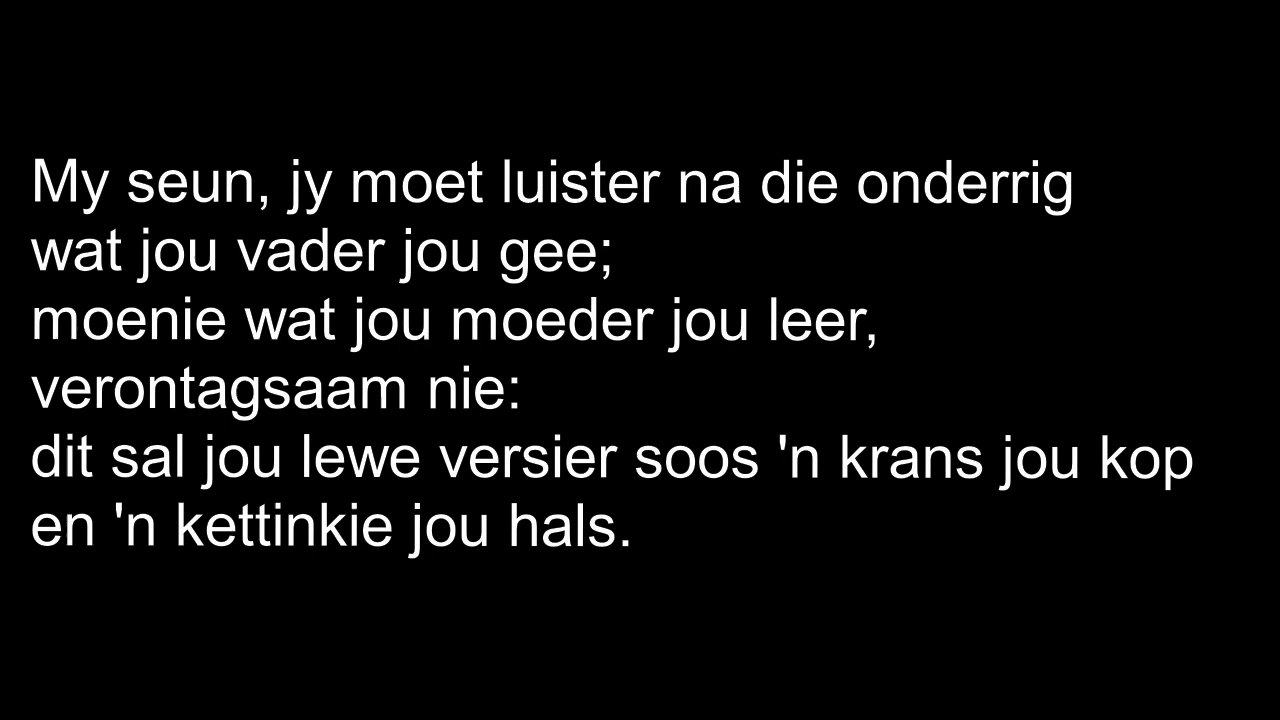 My seun, jy moet luister na die onderrig
wat jou vader jou gee;
moenie wat jou moeder jou leer,
verontagsaam nie:
dit sal jou lewe versier soos 'n krans jou kop
en 'n kettinkie jou hals.